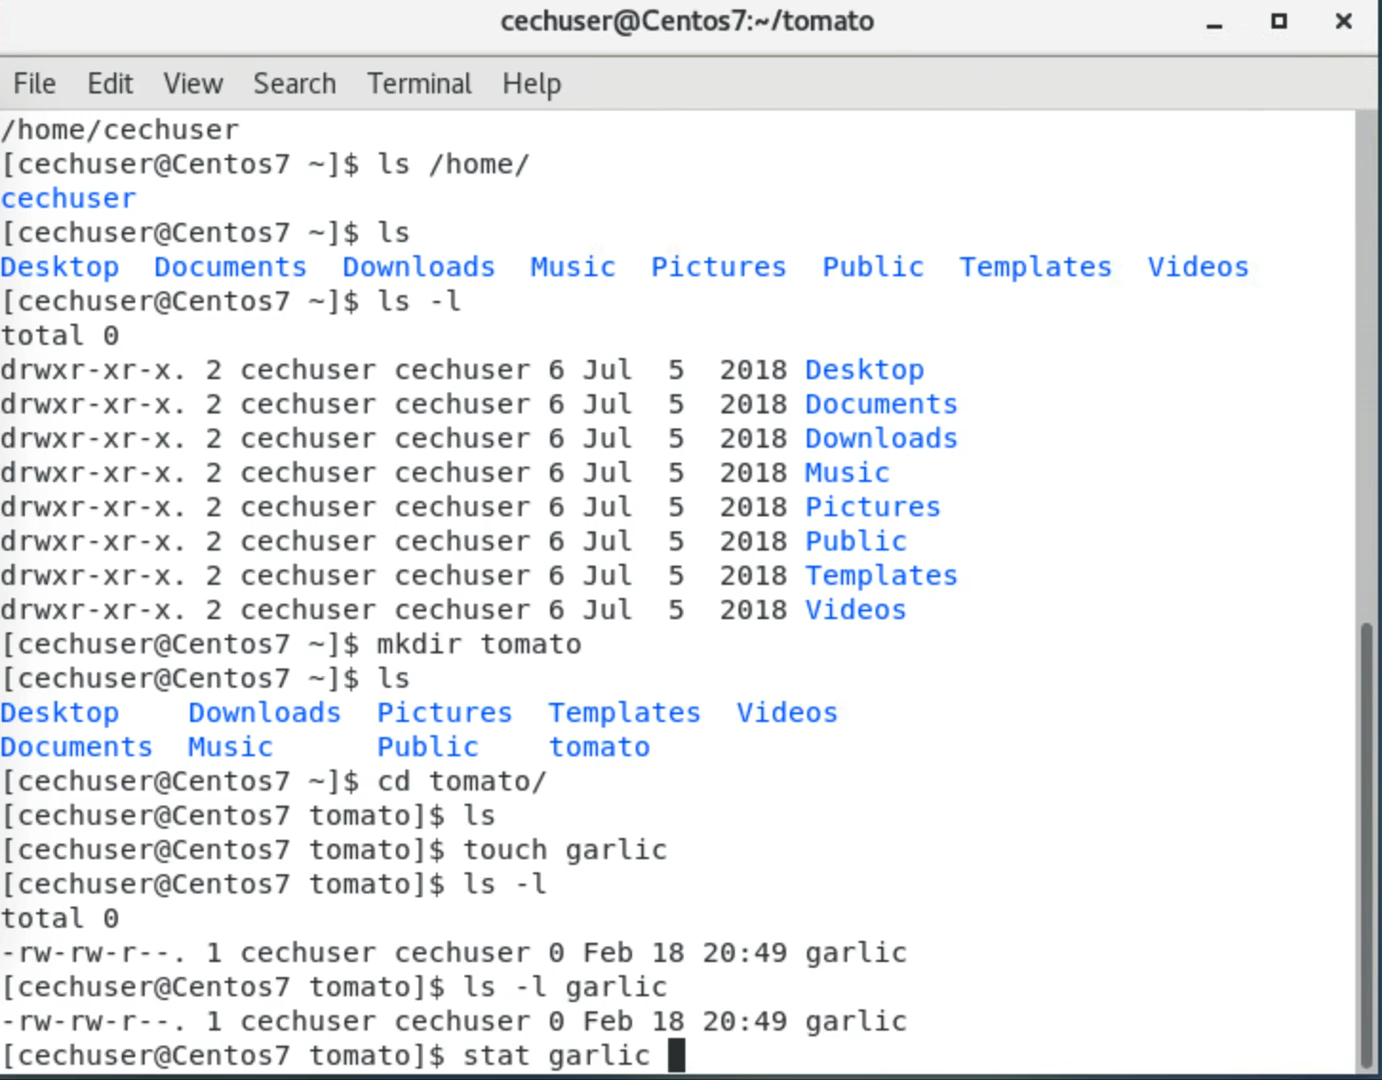 cechuser@Centos7:~/tomato
File Edit View Search Terminal Help
/home/cechuser
[cechuser@Centos7 ~]$ ls /home/
cechuser
[cechuser@Centos7 ~]$ ls
Desktop  Documents  Downloads  Music  Pictures  Public  Templates  Videos
[cechuser@Centos7 ~]$ ls -l
total 0
drwxr-xr-x. 2 cechuser cechuser 6 Jul  5  2018 Desktop
drwxr-xr-x. 2 cechuser cechuser 6 Jul  5  2018 Documents
drwxr-xr-x. 2 cechuser cechuser 6 Jul  5  2018 Downloads
drwxr-xr-x. 2 cechuser cechuser 6 Jul  5  2018 Music
drwxr-xr-x. 2 cechuser cechuser 6 Jul  5  2018 Pictures
drwxr-xr-x. 2 cechuser cechuser 6 Jul  5  2018 Public
drwxr-xr-x. 2 cechuser cechuser 6 Jul  5  2018 Templates
drwxr-xr-x. 2 cechuser cechuser 6 Jul  5  2018 Videos
[cechuser@Centos7 ~]$ mkdir tomato
[cechuser@Centos7 ~]$ ls
Desktop    Downloads  Pictures  Templates  Videos
Documents  Music      Public    tomato
[cechuser@Centos7 ~]$ cd tomato/
[cechuser@Centos7 tomato]$ ls
[cechuser@Centos7 tomato]$ touch garlic
[cechuser@Centos7 tomato]$ ls -l
total 0
-rw-rw-r--. 1 cechuser cechuser 0 Feb 18 20:49 garlic
[cechuser@Centos7 tomato]$ ls -l garlic
-rw-rw-r--. 1 cechuser cechuser 0 Feb 18 20:49 garlic
[cechuser@Centos7 tomato]$ stat garlic